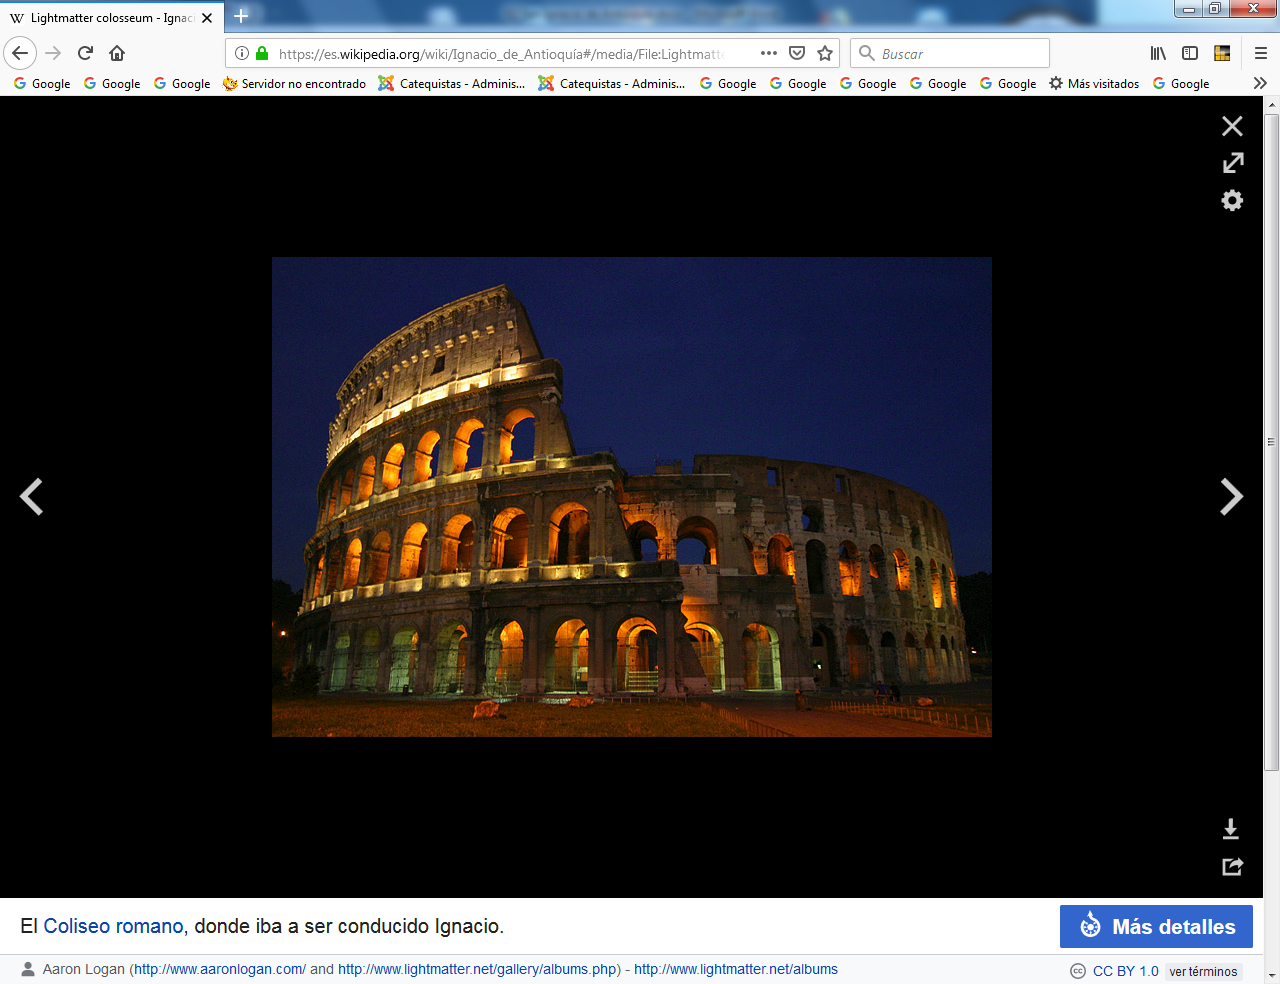 Lightmatter colosseum - Ignaci
https://es.wikipedia.org/wiki/Ignacio_de_Antioquía#/media/File:Lightmatte
Buscar
Google Google Google Servidor no encontrado Catequistas - Adminis... Catequistas - Adminis... Google Google Google Google Google Más visitados Google
El Coliseo romano, donde iba a ser conducido Ignacio.
Más detalles
Aaron Logan (http://www.aaronlogan.com/ and http://www.lightmatter.net/gallery/albums.php) - http://www.lightmatter.net/albums
CC BY 1.0 ver términos